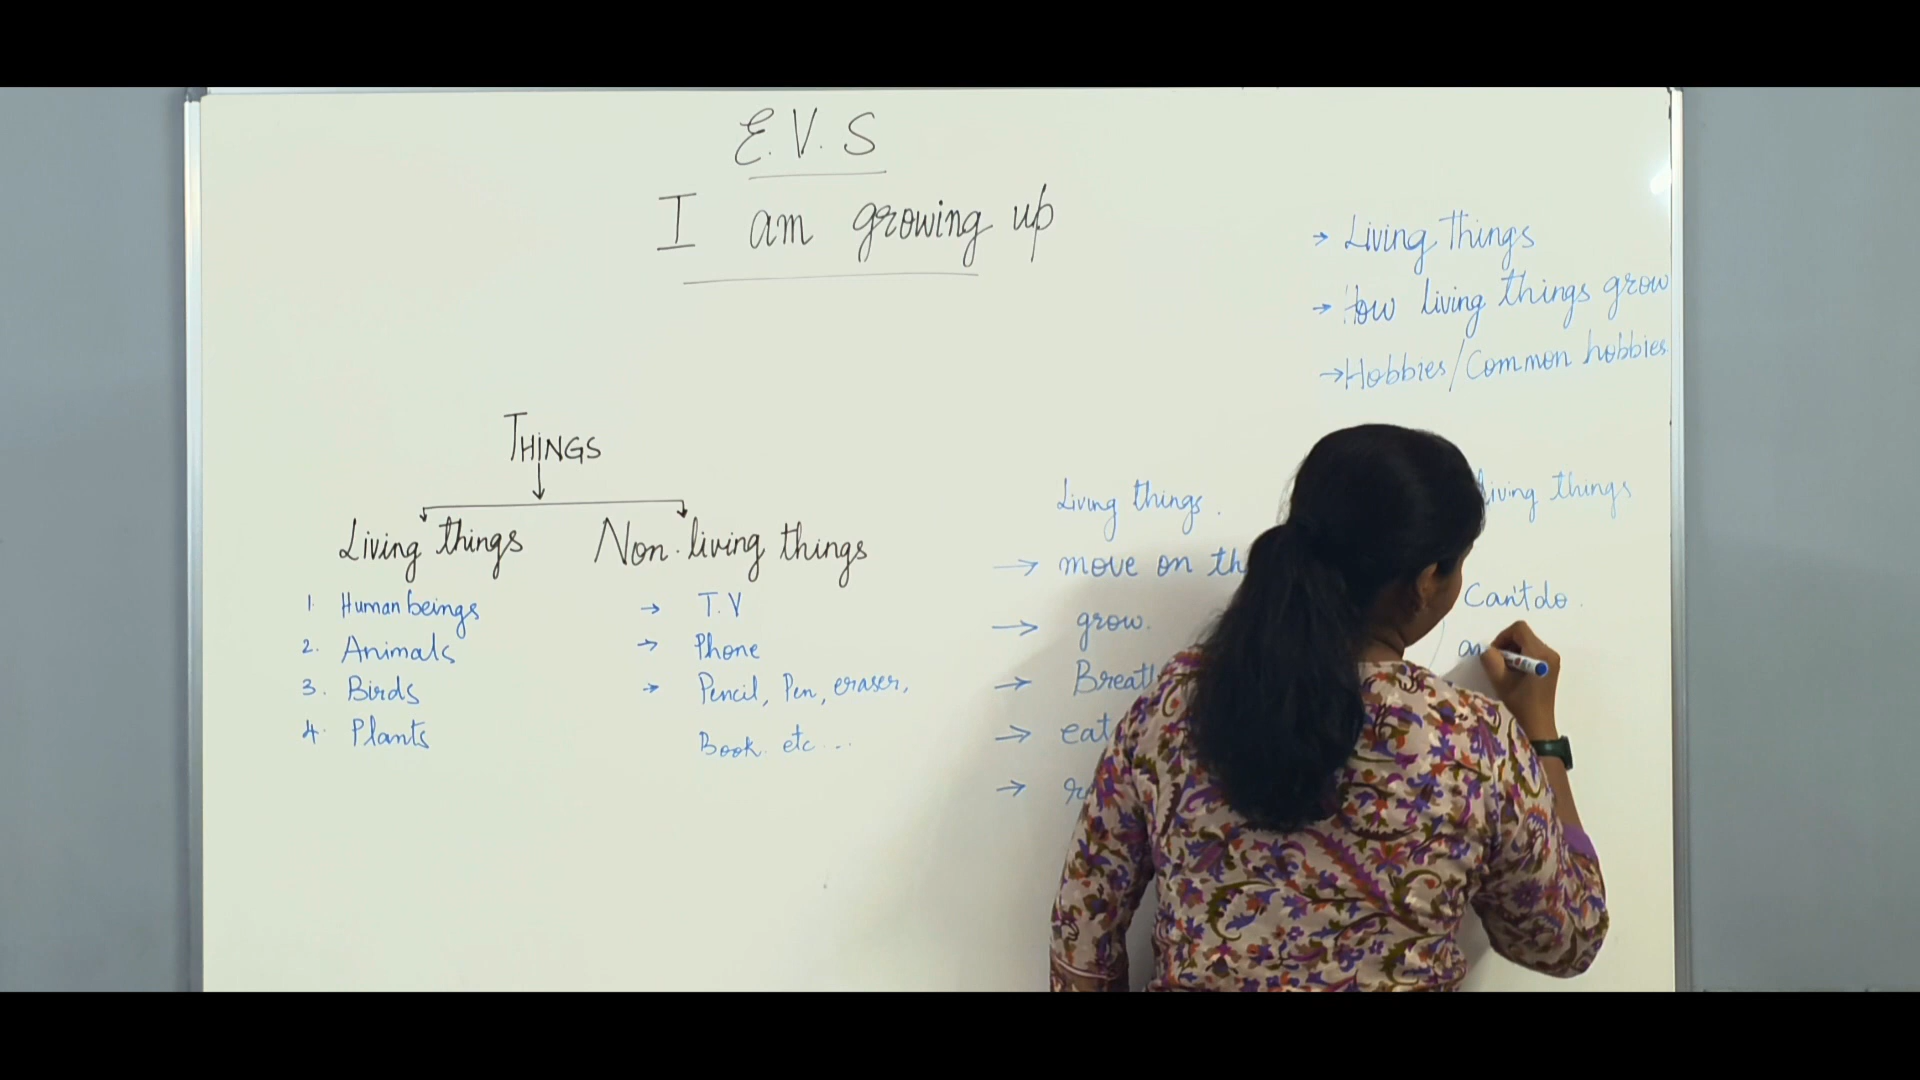 E.V.S
I am growing up
→ Living things
→ How living things grow
→ Hobbies/Common hobbies
THINGS
Living things
1. Human beings
2. Animals
3. Birds
4. Plants
Non-living things
→ T.V
→ Phone
→ Pencil, Pen, eraser,
Book etc...
Living things.
→ move on
→ grow.
→
→ eat
→
living things
Can't do.